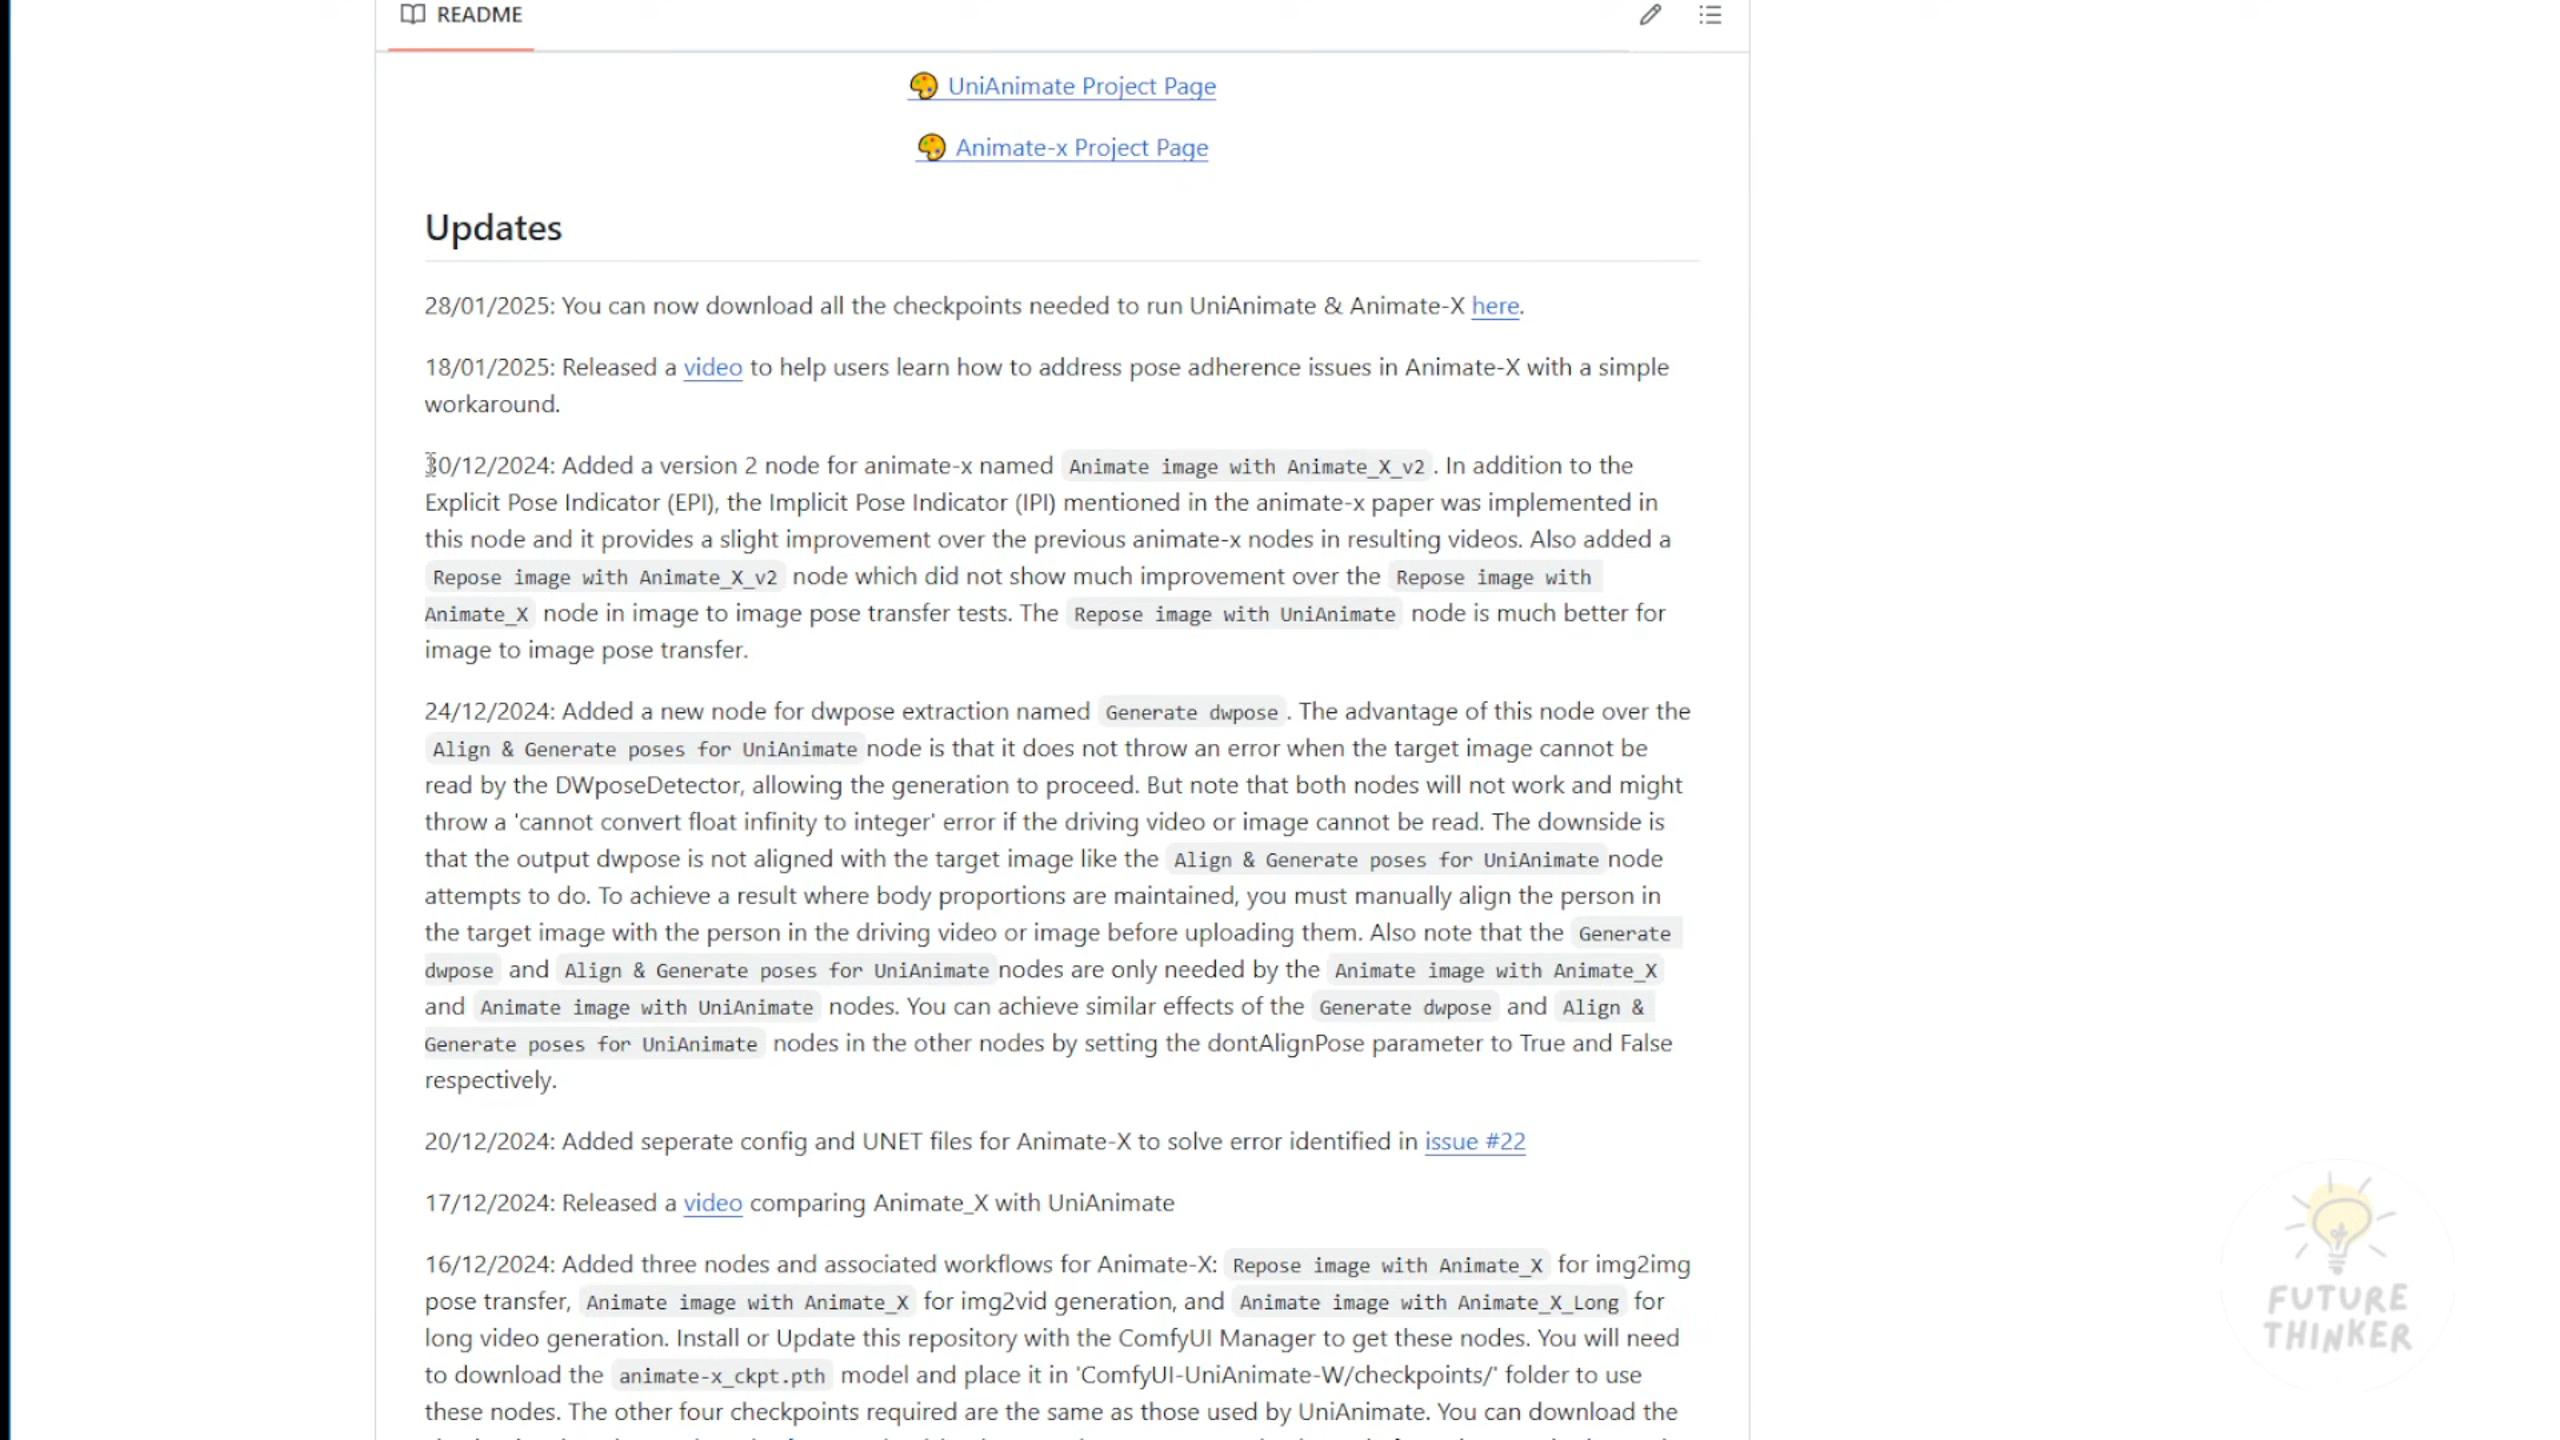 README
UniAnimate Project Page
Animate-x Project Page
Updates
28/01/2025: You can now download all the checkpoints needed to run UniAnimate & Animate-X here.
18/01/2025: Released a video to help users learn how to address pose adherence issues in Animate-X with a simple
workaround.
30/12/2024: Added a version 2 node for animate-x named Animate image with Animate_X_v2. In addition to the
Explicit Pose Indicator (EPI), the Implicit Pose Indicator (IPI) mentioned in the animate-x paper was implemented in
this node and it provides a slight improvement over the previous animate-x nodes in resulting videos. Also added a
Repose image with Animate_X_v2 node which did not show much improvement over the Repose image with
Animate_X node in image to image pose transfer tests. The Repose image with UniAnimate node is much better for
image to image pose transfer.
24/12/2024: Added a new node for dwpose extraction named Generate dwpose. The advantage of this node over the
Align & Generate poses for UniAnimate node is that it does not throw an error when the target image cannot be
read by the DWposeDetector, allowing the generation to proceed. But note that both nodes will not work and might
throw a 'cannot convert float infinity to integer' error if the driving video or image cannot be read. The downside is
that the output dwpose is not aligned with the target image like the Align & Generate poses for UniAnimate node
attempts to do. To achieve a result where body proportions are maintained, you must manually align the person in
the target image with the person in the driving video or image before uploading them. Also note that the Generate
dwpose and Align & Generate poses for UniAnimate nodes are only needed by the Animate image with Animate_X
and Animate image with UniAnimate nodes. You can achieve similar effects of the Generate dwpose and Align &
Generate poses for UniAnimate nodes in the other nodes by setting the dontAlignPose parameter to True and False
respectively.
20/12/2024: Added seperate config and UNET files for Animate-X to solve error identified in issue #22
17/12/2024: Released a video comparing Animate_X with UniAnimate
16/12/2024: Added three nodes and associated workflows for Animate-X: Repose image with Animate_X for img2img
pose transfer, Animate image with Animate_X for img2vid generation, and Animate image with Animate_X_Long for
long video generation. Install or Update this repository with the ComfyUI Manager to get these nodes. You will need
to download the animate-x_ckpt.pth model and place it in 'ComfyUI-UniAnimate-W/checkpoints/' folder to use
these nodes. The other four checkpoints required are the same as those used by UniAnimate. You can download the
FUTURE
THINKER